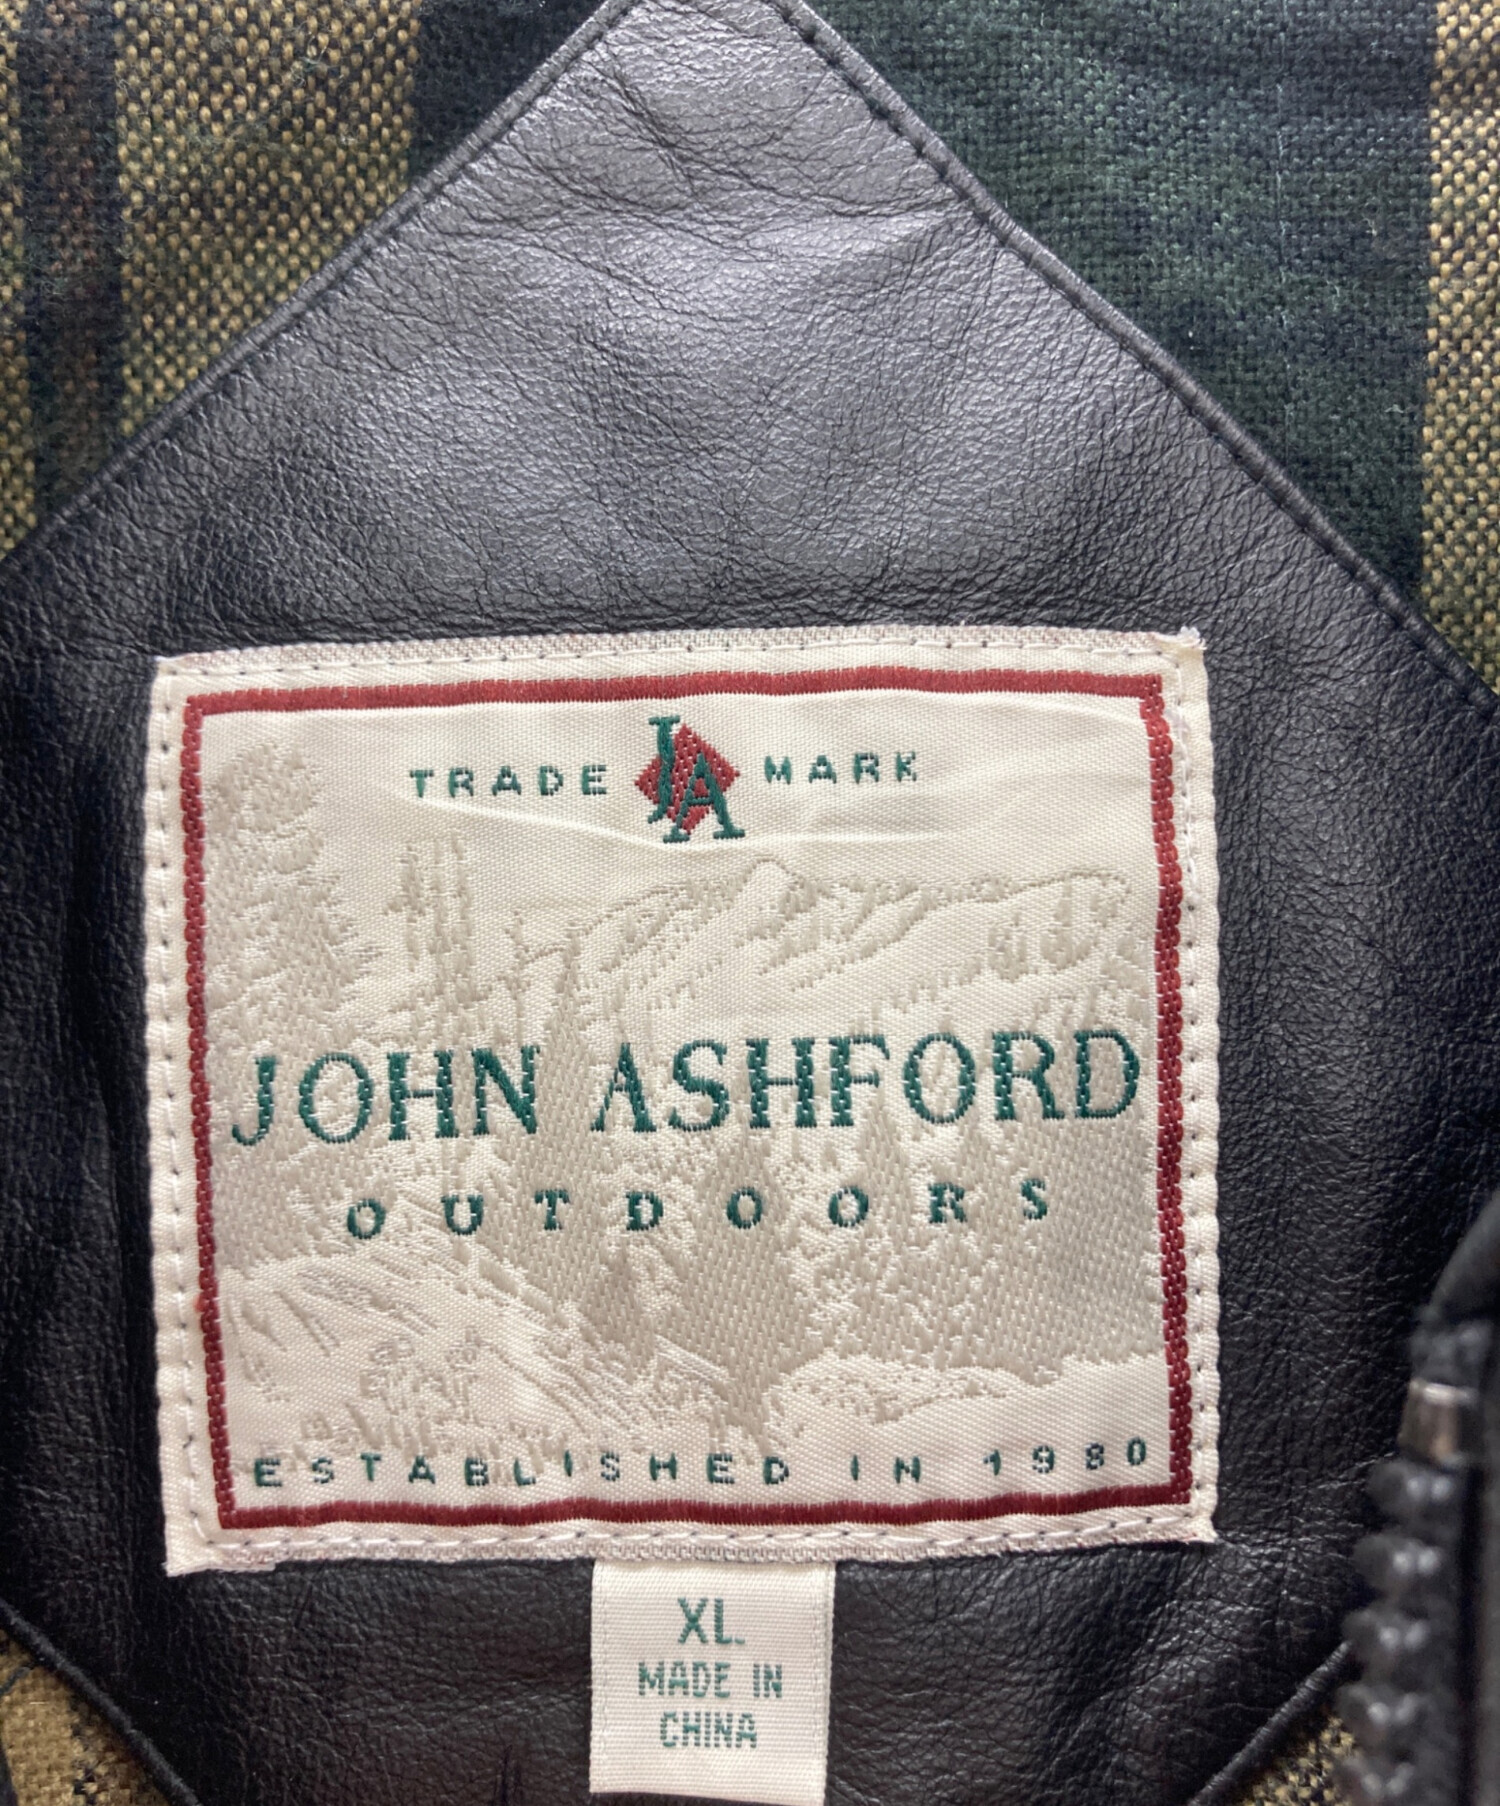 TRADE JA MARK
JOHN ASHFORD
OUTDOORS
ESTABLISHED IN 1980
XL
MADE IN
CHINA